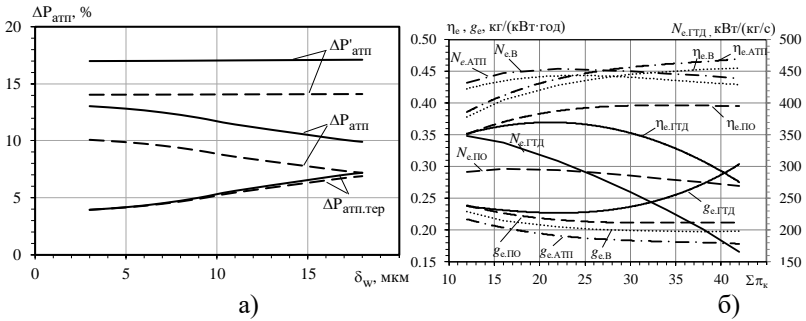 ΔPатп, %
20
15
10
5
0
0 5 10 15 20
δw, мкм
ΔP'атп
ΔPатп
ΔPатп.тер
а)
ηe , ge, кг/(кВт·год)
Ne.ГТД, кВт/(кг/с)
0.50
0.45
0.40
0.35
0.30
0.25
0.20
0.15
500
450
400
350
300
250
200
150
10 15 20 25 30 35 40
Σπк
Ne.АТП
Ne.В
ηe.В
ηe.АТП
ηe.ПО
Ne.ГТД
ηe.ГТД
Ne.ПО
ge.ГТД
ge.ПО
ge.АТП
ge.В
б)